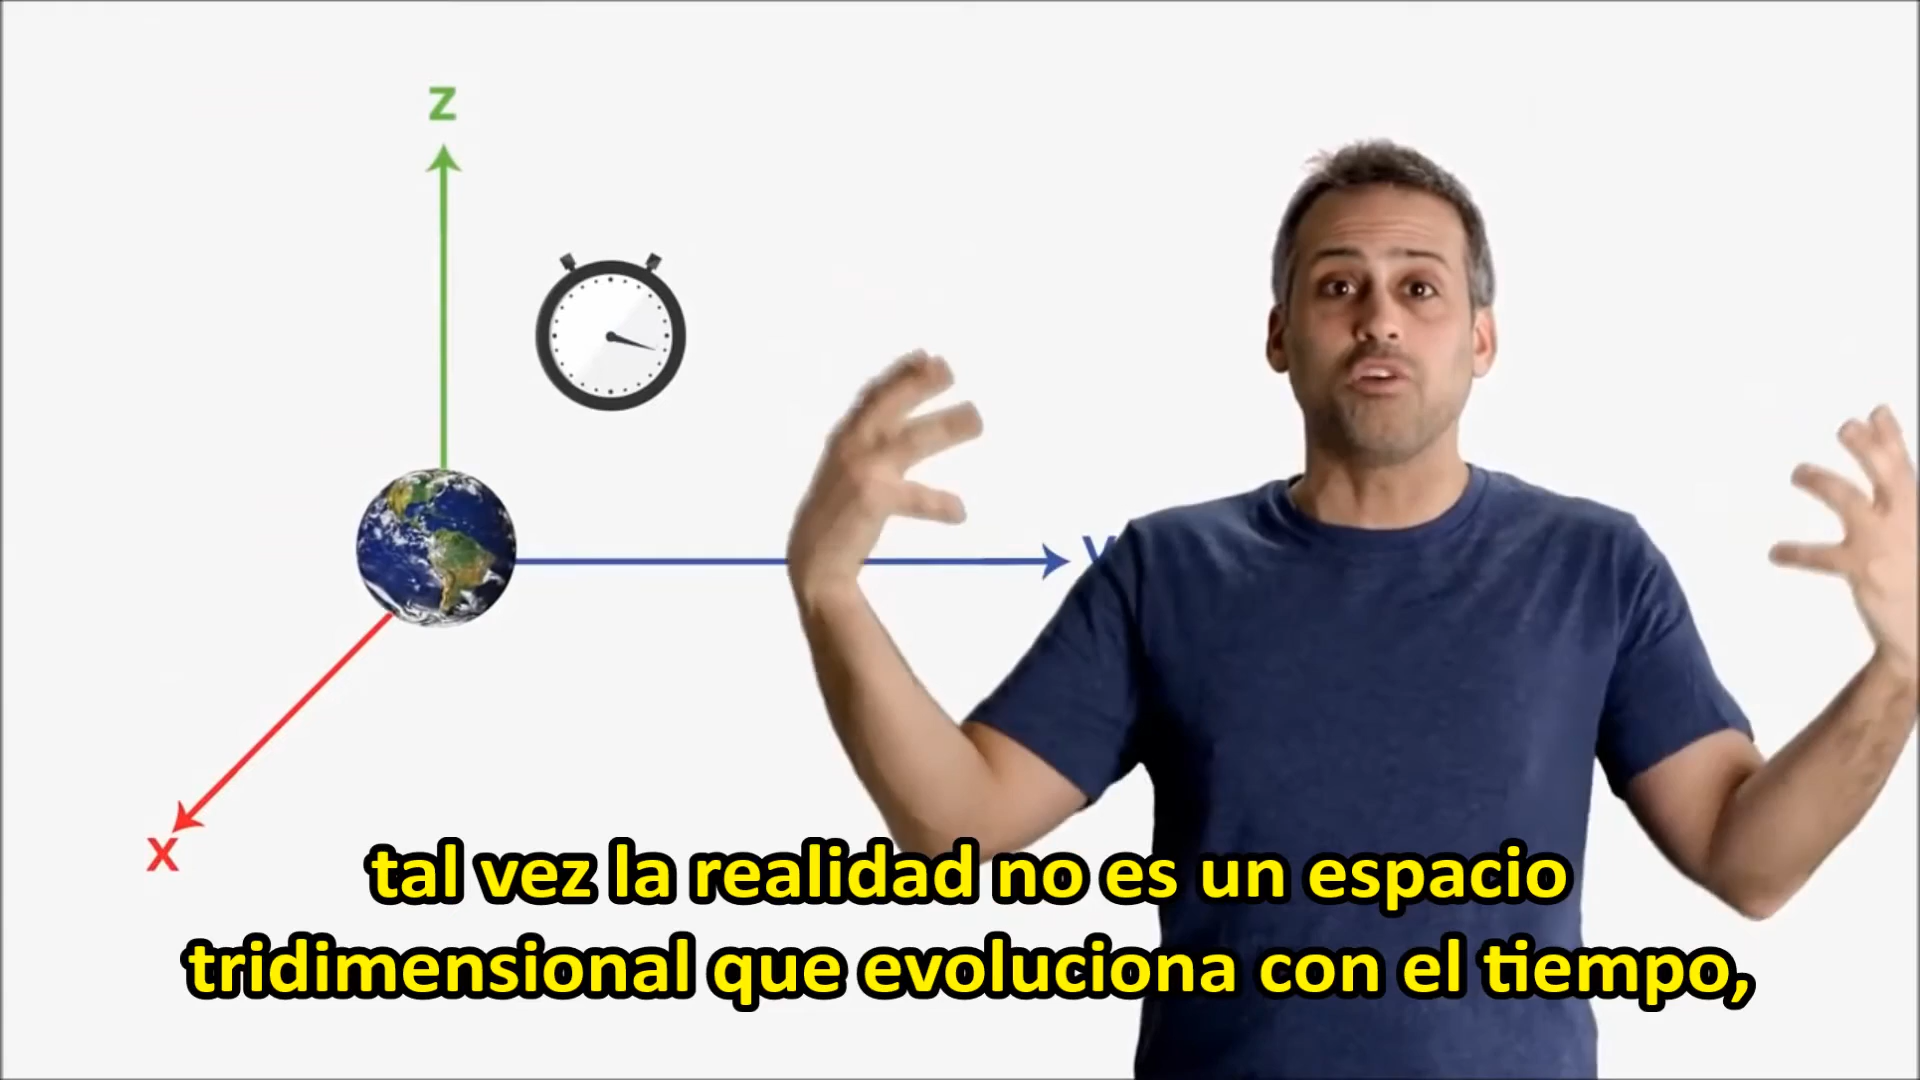 Z
X
tal vez la realidad no es un espacio
tridimensional que evoluciona con el tiempo,